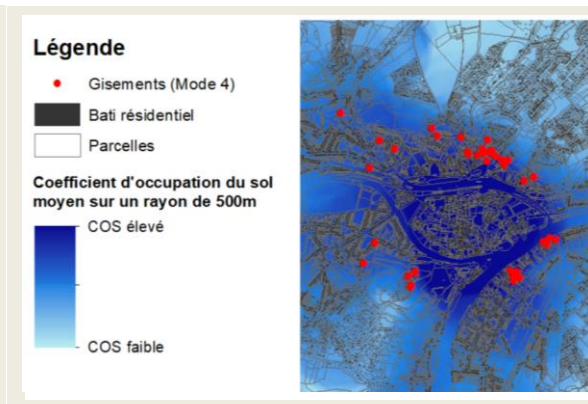 Légende
Gisements (Mode 4)
Bati résidentiel
Parcelles
Coefficient d'occupation du sol
moyen sur un rayon de 500m
COS élevé
COS faible